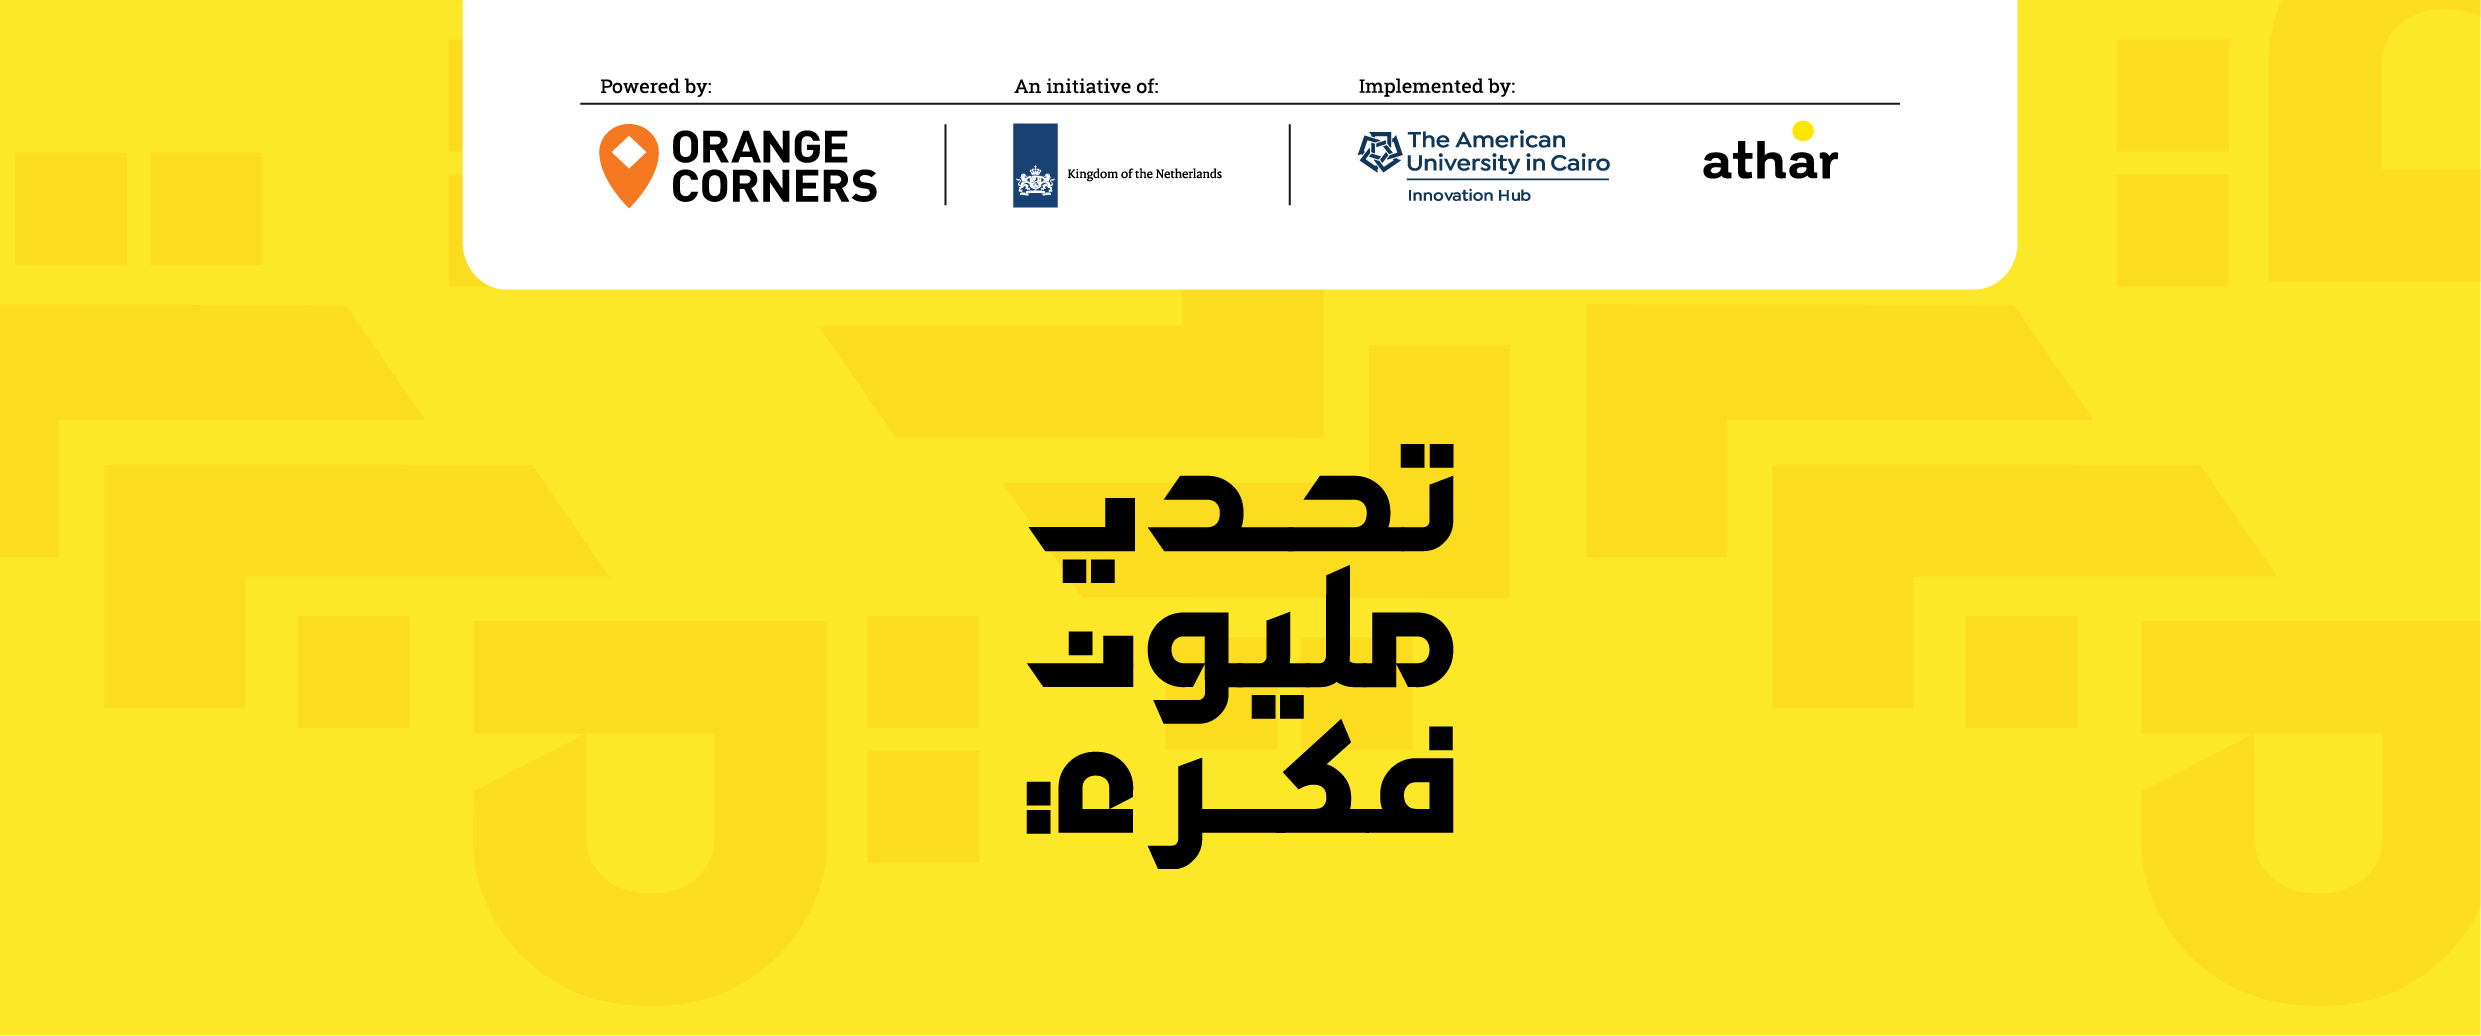 Powered by:
An initiative of:
Implemented by:
ORANGE
CORNERS
Kingdom of the Netherlands
The American
University in Cairo
Innovation Hub
athar
تحدي
مليون
فكرة